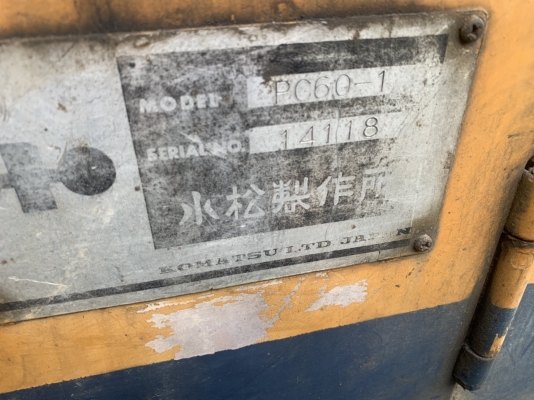 MODEL PC60-1
SERIAL NO. 14118
小松製作所
KOMATSU LTD JAPAN